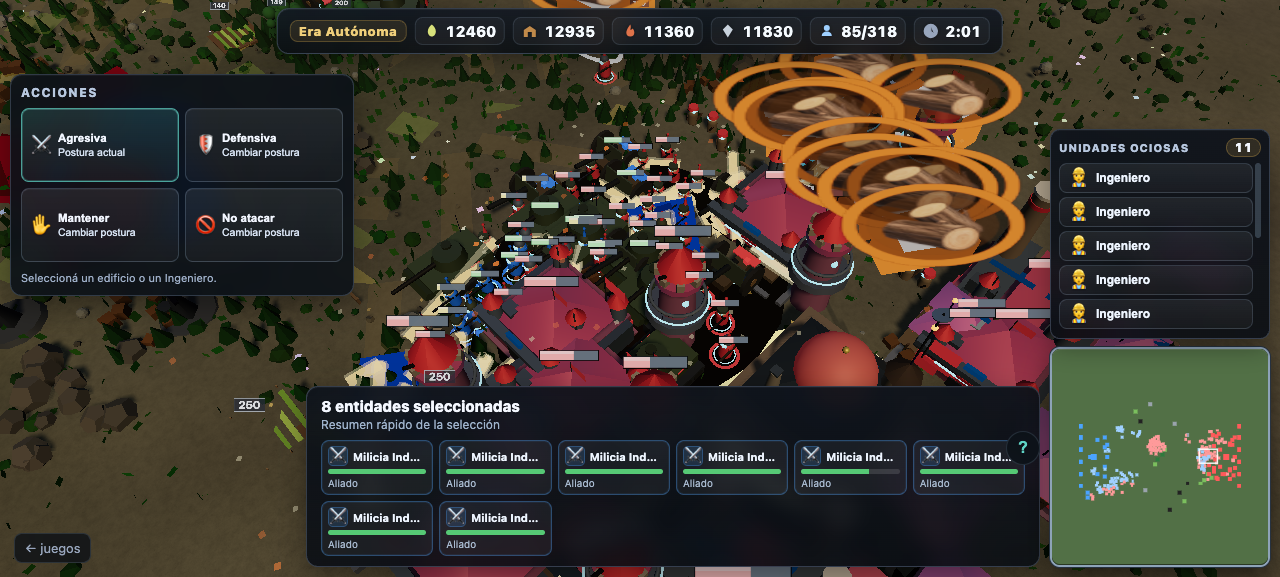 140
149
200
Era Autónoma
12460
12935
11360
11830
85/318
2:01
ACCIONES
Agresiva
Postura actual
Defensiva
Cambiar postura
Mantener
Cambiar postura
No atacar
Cambiar postura
Seleccioná un edificio o un Ingeniero.
UNIDADES OCIOSAS
11
Ingeniero
Ingeniero
Ingeniero
Ingeniero
Ingeniero
250
250
8 entidades seleccionadas
Resumen rápido de la selección
?
Milicia Ind...
Aliado
Milicia Ind...
Aliado
Milicia Ind...
Aliado
Milicia Ind...
Aliado
Milicia Ind...
Aliado
Milicia Ind...
Aliado
Milicia Ind...
Aliado
Milicia Ind...
Aliado
← juegos